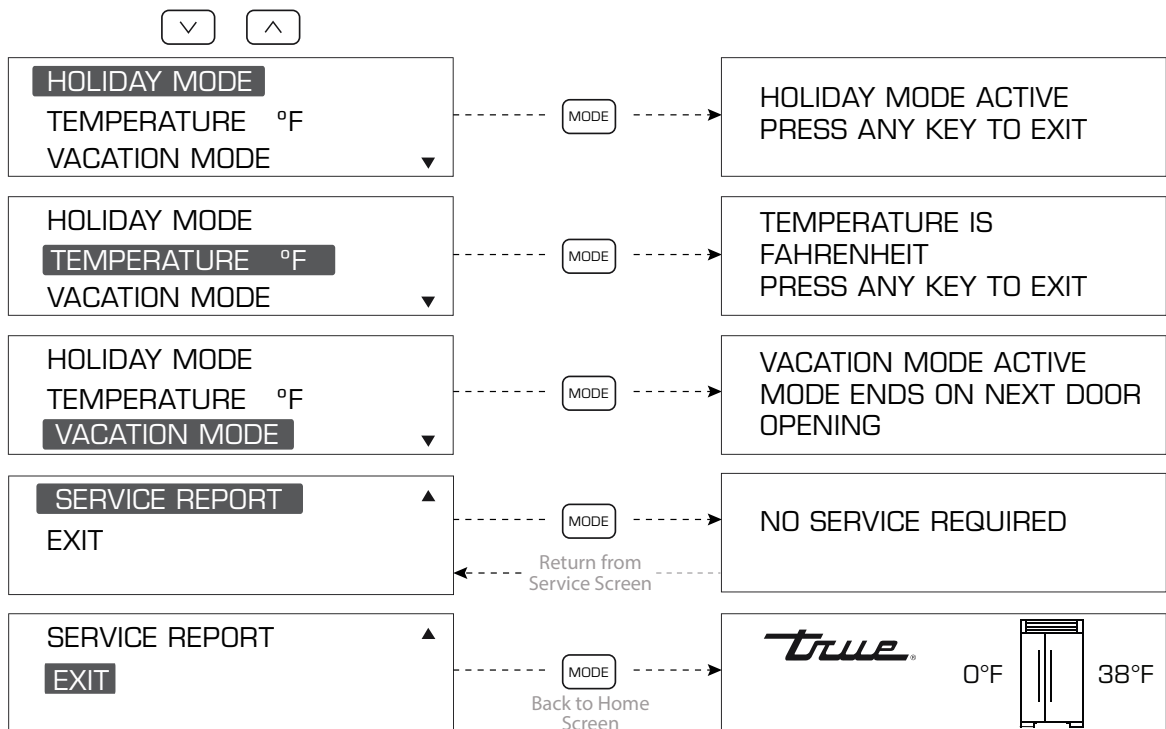 HOLIDAY MODE
TEMPERATURE ºF
VACATION MODE
MODE
HOLIDAY MODE ACTIVE
PRESS ANY KEY TO EXIT
HOLIDAY MODE
TEMPERATURE ºF
VACATION MODE
MODE
TEMPERATURE IS
FAHRENHEIT
PRESS ANY KEY TO EXIT
HOLIDAY MODE
TEMPERATURE ºF
VACATION MODE
MODE
VACATION MODE ACTIVE
MODE ENDS ON NEXT DOOR
OPENING
SERVICE REPORT
EXIT
MODE
Return from
Service Screen
NO SERVICE REQUIRED
SERVICE REPORT
EXIT
MODE
Back to Home
Screen
true®
0°F 38°F